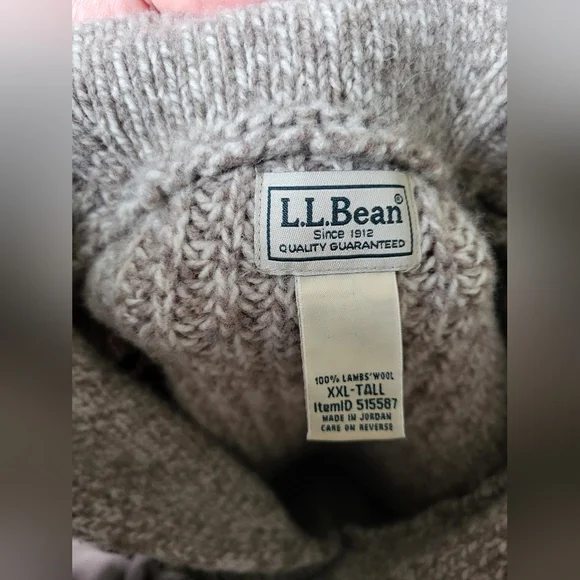 L.L.Bean®
Since 1912
QUALITY GUARANTEED
100% LAMBS'WOOL
XXL-TALL
ItemID 515587
MADE IN JORDAN
CARE ON REVERSE